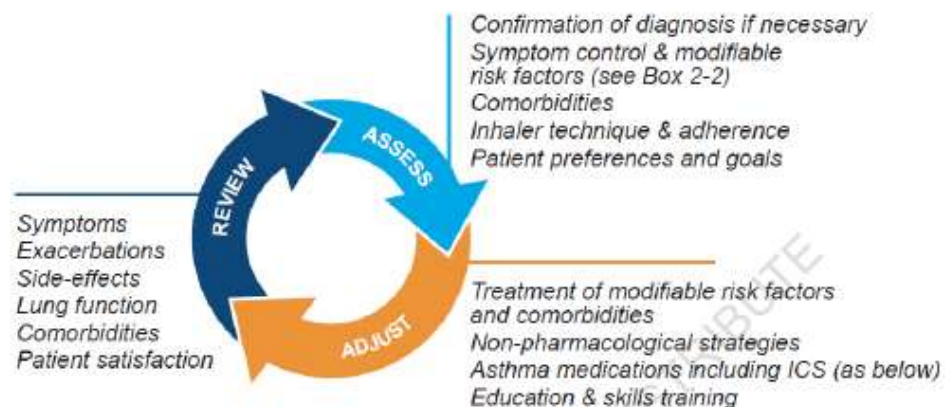 Confirmation of diagnosis if necessary
Symptom control & modifiable
risk factors (see Box 2-2)
Comorbidities
Inhaler technique & adherence
Patient preferences and goals
ASSESS
REVIEW
Symptoms
Exacerbations
Side-effects
Lung function
Comorbidities
Patient satisfaction
ADJUST
Treatment of modifiable risk factors
and comorbidities
Non-pharmacological strategies
Asthma medications including ICS (as below)
Education & skills training